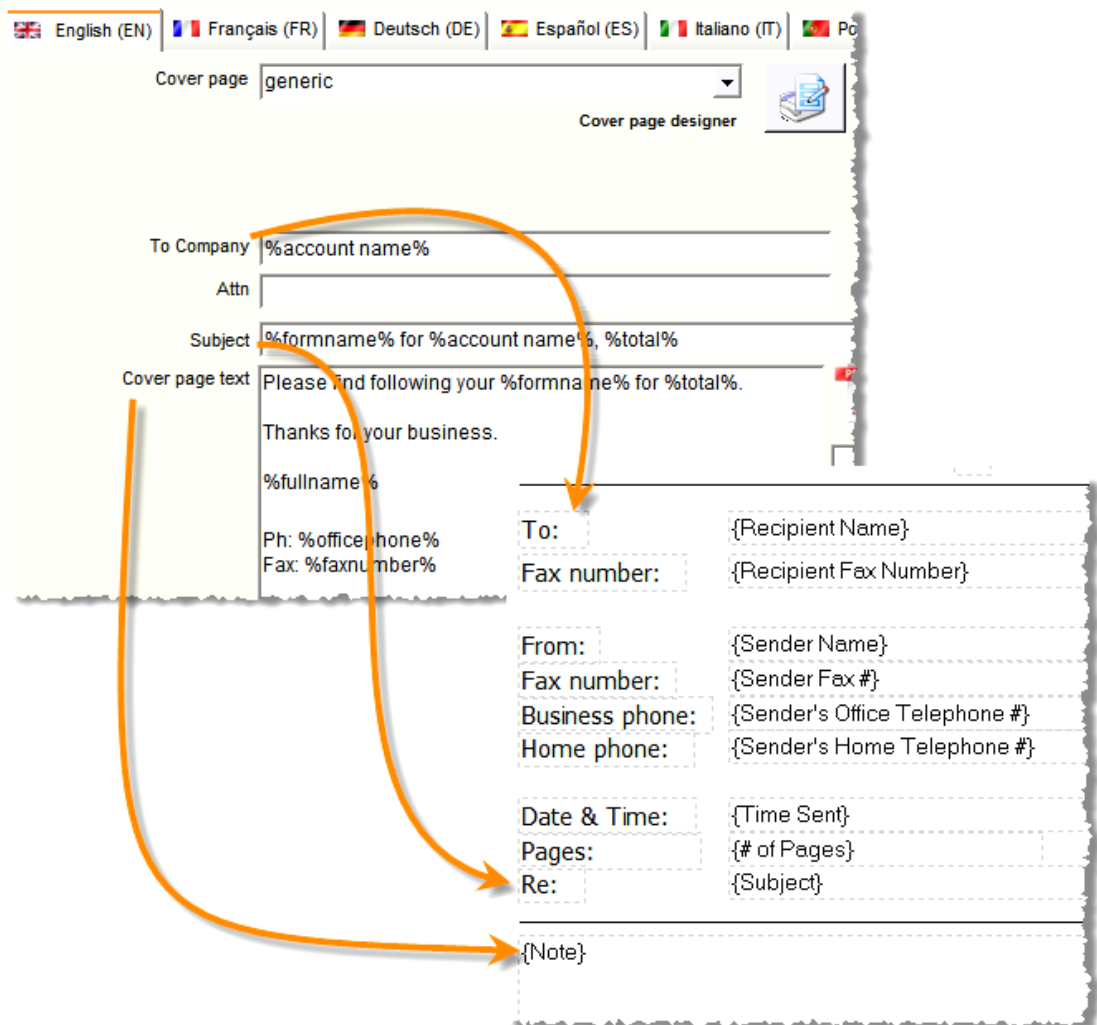 English (EN) Français (FR) Deutsch (DE) Español (ES) Italiano (IT) Po
Cover page generic
Cover page designer
To Company %account name%
Attn
Subject %formname% for %account name%, %total%
Cover page text Please find following your %formname% for %total%.
Thanks for your business.
%fullname%
Ph: %officephone%
Fax: %faxnumber%
To: {Recipient Name}
Fax number: {Recipient Fax Number}
From: {Sender Name}
Fax number: {Sender Fax #}
Business phone: {Sender's Office Telephone #}
Home phone: {Sender's Home Telephone #}
Date & Time: {Time Sent}
Pages: {# of Pages}
Re: {Subject}
{Note}